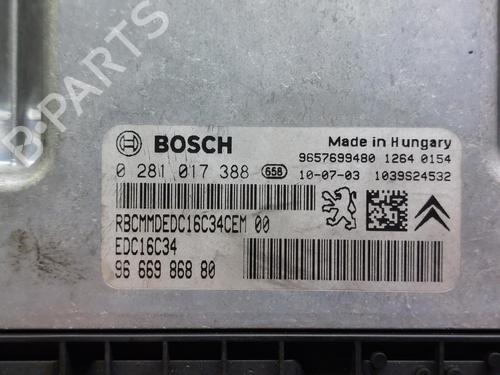 BOSCH
Made in Hungary
9657699480 1264 0154
0 281 017 388 658 10-07-03 1039S24532
RBCMMDEDC16C34CEM 00
EDC16C34
96 669 868 80
B-PARTS